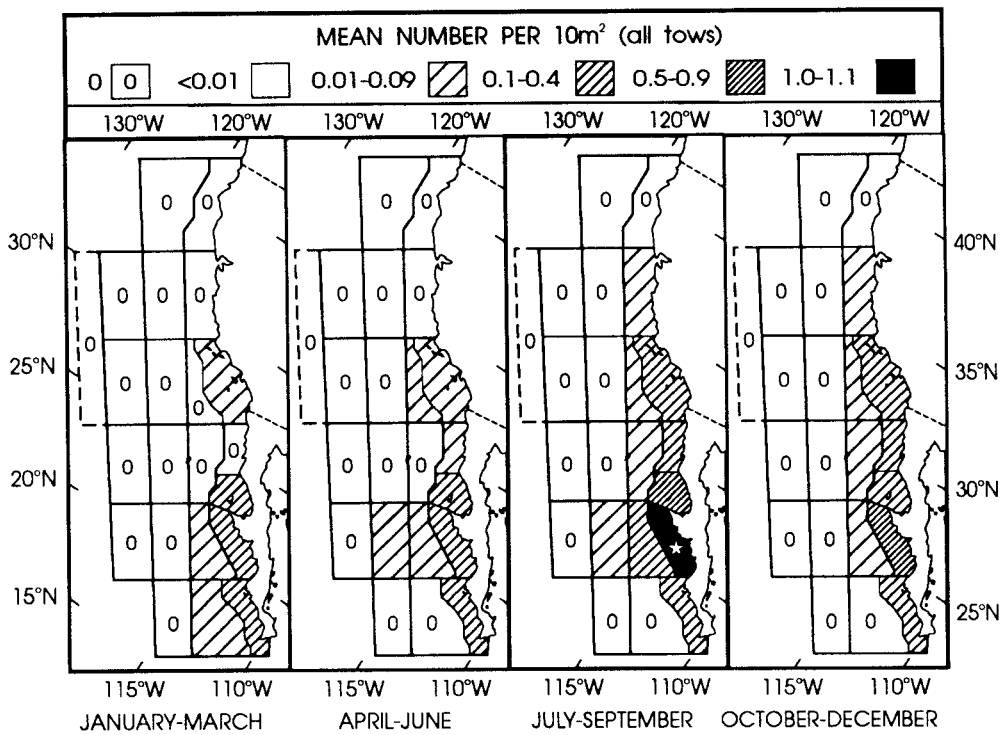 MEAN NUMBER PER 10m² (all tows)
0 0 <0.01 0.01-0.09 0.1-0.4 0.5-0.9 1.0-1.1
130°W 120°W 130°W 120°W 130°W 120°W 130°W 120°W
0 0 0 0 0 0 0 0
30°N 40°N
0 0 0 0 0 0 0 0 0 0
0 0 0
25°N 35°N
0 0 0 0 0 0 0 0
0
0 0 0 0 0 0 0 0 0 0 0
20°N 30°N
0 0 0 0 0 0
15°N 25°N
0 0 0 0 0 0 0
115°W 110°W 115°W 110°W 115°W 110°W 115°W 110°W
JANUARY-MARCH APRIL-JUNE JULY-SEPTEMBER OCTOBER-DECEMBER